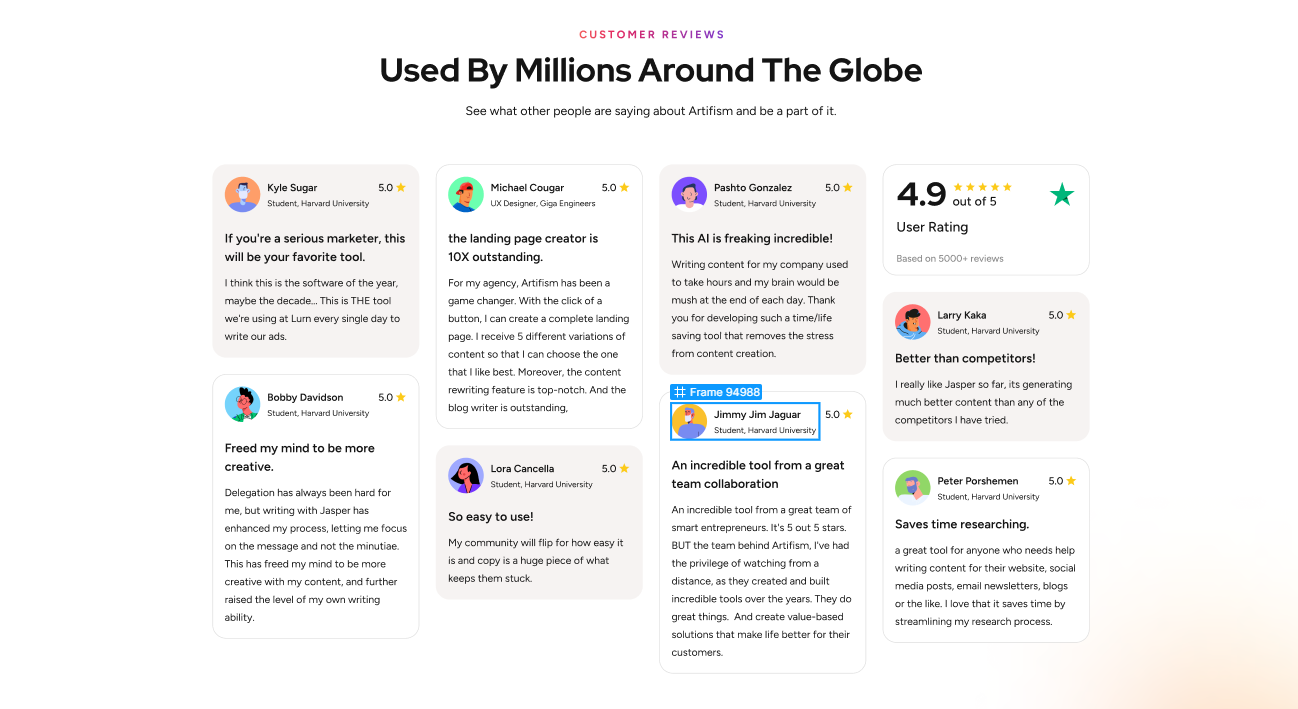 CUSTOMER REVIEWS
Used By Millions Around The Globe
See what other people are saying about Artifism and be a part of it.
Kyle Sugar
5.0
Student, Harvard University
If you're a serious marketer, this
will be your favorite tool.
I think this is the software of the year,
maybe the decade... This is THE tool
we're using at Lurn every single day to
write our ads.
Bobby Davidson
5.0
Student, Harvard University
Freed my mind to be more
creative.
Delegation has always been hard for
me, but writing with Jasper has
enhanced my process, letting me focus
on the message and not the minutiae.
This has freed my mind to be more
creative with my content, and further
raised the level of my own writing
ability.
Michael Cougar
5.0
UX Designer, Giga Engineers
the landing page creator is
10X outstanding.
For my agency, Artifism has been a
game changer. With the click of a
button, I can create a complete landing
page. I receive 5 different variations of
content so that I can choose the one
that I like best. Moreover, the content
rewriting feature is top-notch. And the
blog writer is outstanding,
Lora Cancella
5.0
Student, Harvard University
So easy to use!
My community will flip for how easy it
is and copy is a huge piece of what
keeps them stuck.
Pashto Gonzalez
5.0
Student, Harvard University
This AI is freaking incredible!
Writing content for my company used
to take hours and my brain would be
mush at the end of each day. Thank
you for developing such a time/life
saving tool that removes the stress
from content creation.
Frame 94988
Jimmy Jim Jaguar
5.0
Student, Harvard University
An incredible tool from a great
team collaboration
An incredible tool from a great team of
smart entrepreneurs. It's 5 out 5 stars.
BUT the team behind Artifism, I've had
the privilege of watching from a
distance, as they created and built
incredible tools over the years. They do
great things.  And create value-based
solutions that make life better for their
customers.
4.9
out of 5
User Rating
Based on 5000+ reviews
Larry Kaka
5.0
Student, Harvard University
Better than competitors!
I really like Jasper so far, its generating
much better content than any of the
competitors I have tried.
Peter Porshemen
5.0
Student, Harvard University
Saves time researching.
a great tool for anyone who needs help
writing content for their website, social
media posts, email newsletters, blogs
or the like. I love that it saves time by
streamlining my research process.